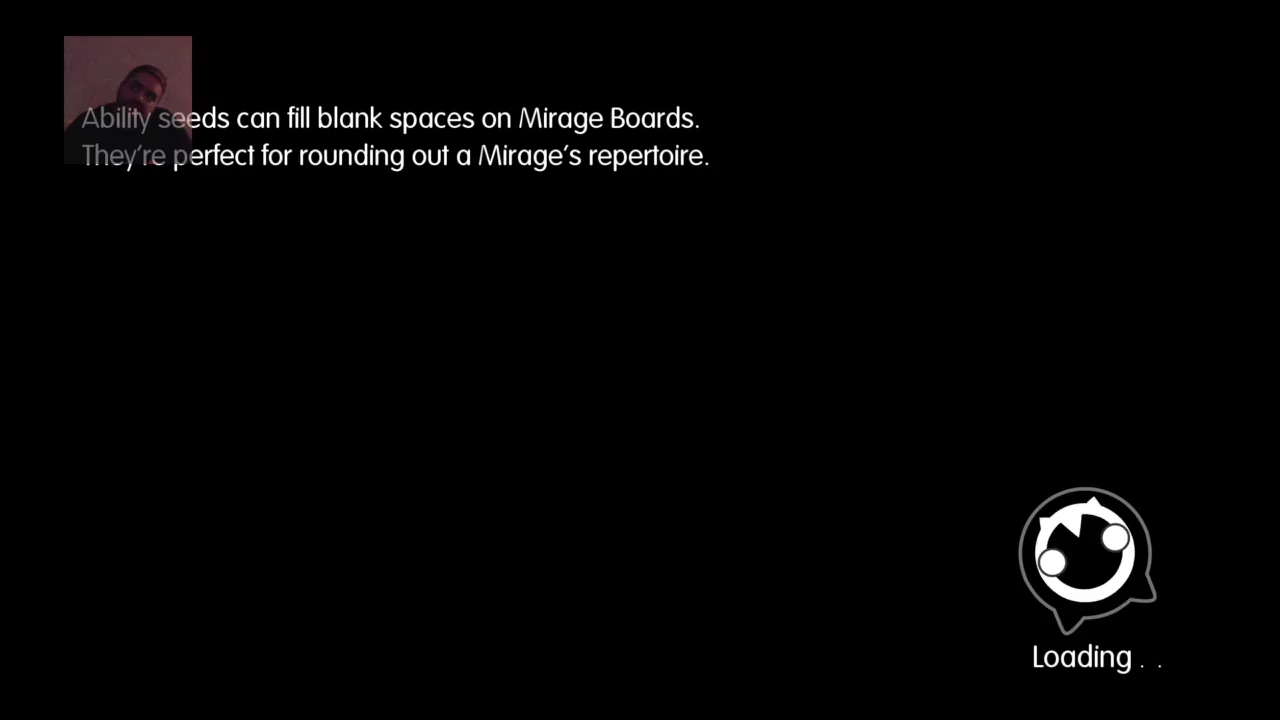 Ability seeds can fill blank spaces on Mirage Boards.
They're perfect for rounding out a Mirage's repertoire.
Loading . .